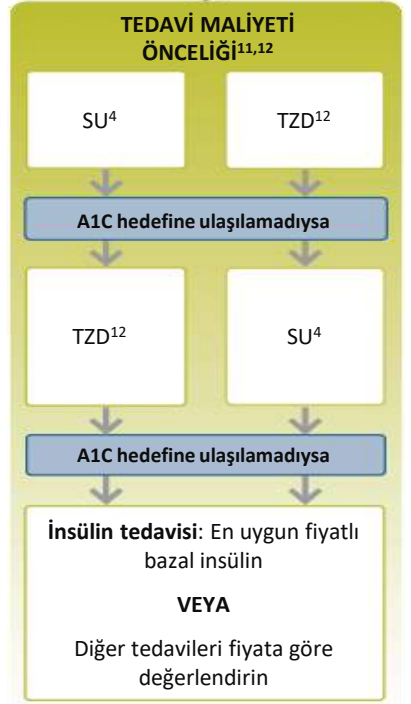 TEDAVİ MALİYETİ
ÖNCELİĞİ11,12
SU4
TZD12
A1C hedefine ulaşılamadıysa
TZD12
SU4
A1C hedefine ulaşılamadıysa
İnsülin tedavisi: En uygun fiyatlı
bazal insülin
VEYA
Diğer tedavileri fiyata göre
değerlendirin